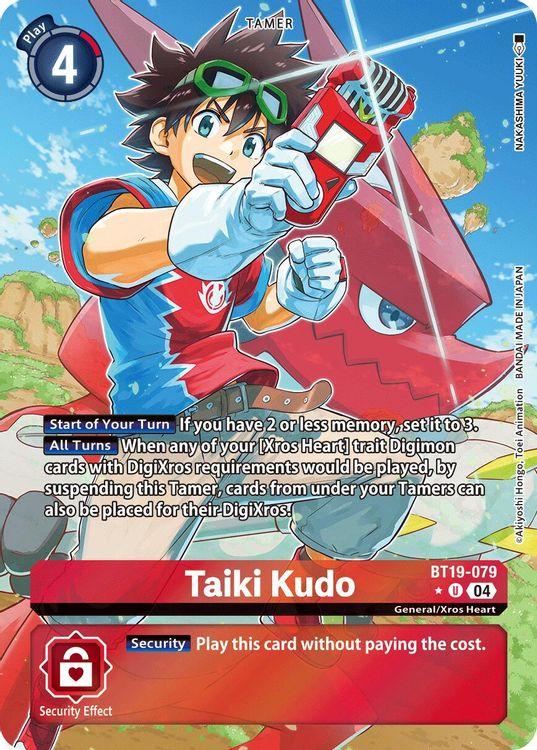 TAMER
Play
4
NAKASHIMA YUUKI
Start of Your Turn If you have 2 or less memory, set it to 3.
All Turns When any of your [Xros Heart] trait Digimon
cards with DigiXros requirements would be played, by
suspending this Tamer, cards from under your Tamers can
also be placed for their DigiXros.
©Akiyoshi Hongo, Toei Animation BANDAI MADE IN JAPAN
Taiki Kudo
BT19-079
U 04
General/Xros Heart
Security Play this card without paying the cost.
Security Effect